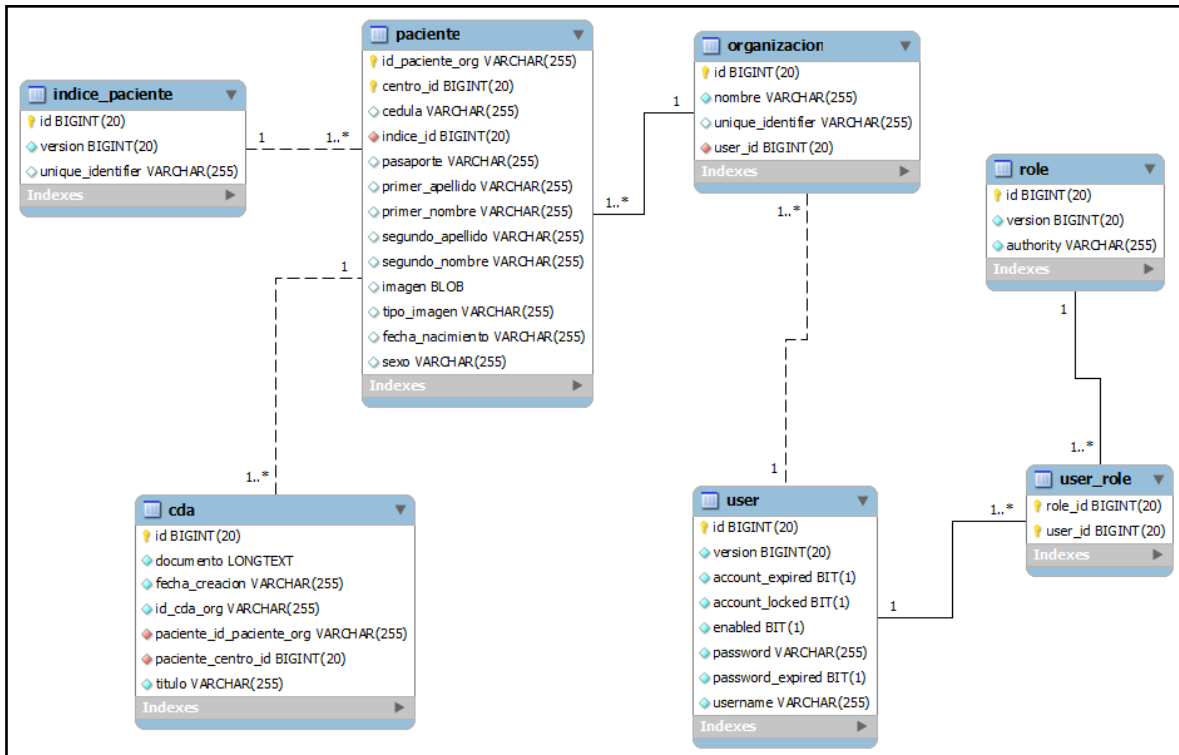 indice_paciente
id BIGINT(20)
version BIGINT(20)
unique_identifier VARCHAR(255)
Indexes
1
1..*
paciente
id_paciente_org VARCHAR(255)
centro_id BIGINT(20)
cedula VARCHAR(255)
indice_id BIGINT(20)
pasaporte VARCHAR(255)
primer_apellido VARCHAR(255)
primer_nombre VARCHAR(255)
segundo_apellido VARCHAR(255)
segundo_nombre VARCHAR(255)
imagen BLOB
tipo_imagen VARCHAR(255)
fecha_nacimiento VARCHAR(255)
sexo VARCHAR(255)
Indexes
1
1..*
1
1..*
organizacion
id BIGINT(20)
nombre VARCHAR(255)
unique_identifier VARCHAR(255)
user_id BIGINT(20)
Indexes
1..*
1
role
id BIGINT(20)
version BIGINT(20)
authority VARCHAR(255)
Indexes
1
1..*
cda
id BIGINT(20)
documento LONGTEXT
fecha_creacion VARCHAR(255)
id_cda_org VARCHAR(255)
paciente_id_paciente_org VARCHAR(255)
paciente_centro_id BIGINT(20)
titulo VARCHAR(255)
Indexes
user
id BIGINT(20)
version BIGINT(20)
account_expired BIT(1)
account_locked BIT(1)
enabled BIT(1)
password VARCHAR(255)
password_expired BIT(1)
username VARCHAR(255)
Indexes
1
1..*
user_role
role_id BIGINT(20)
user_id BIGINT(20)
Indexes